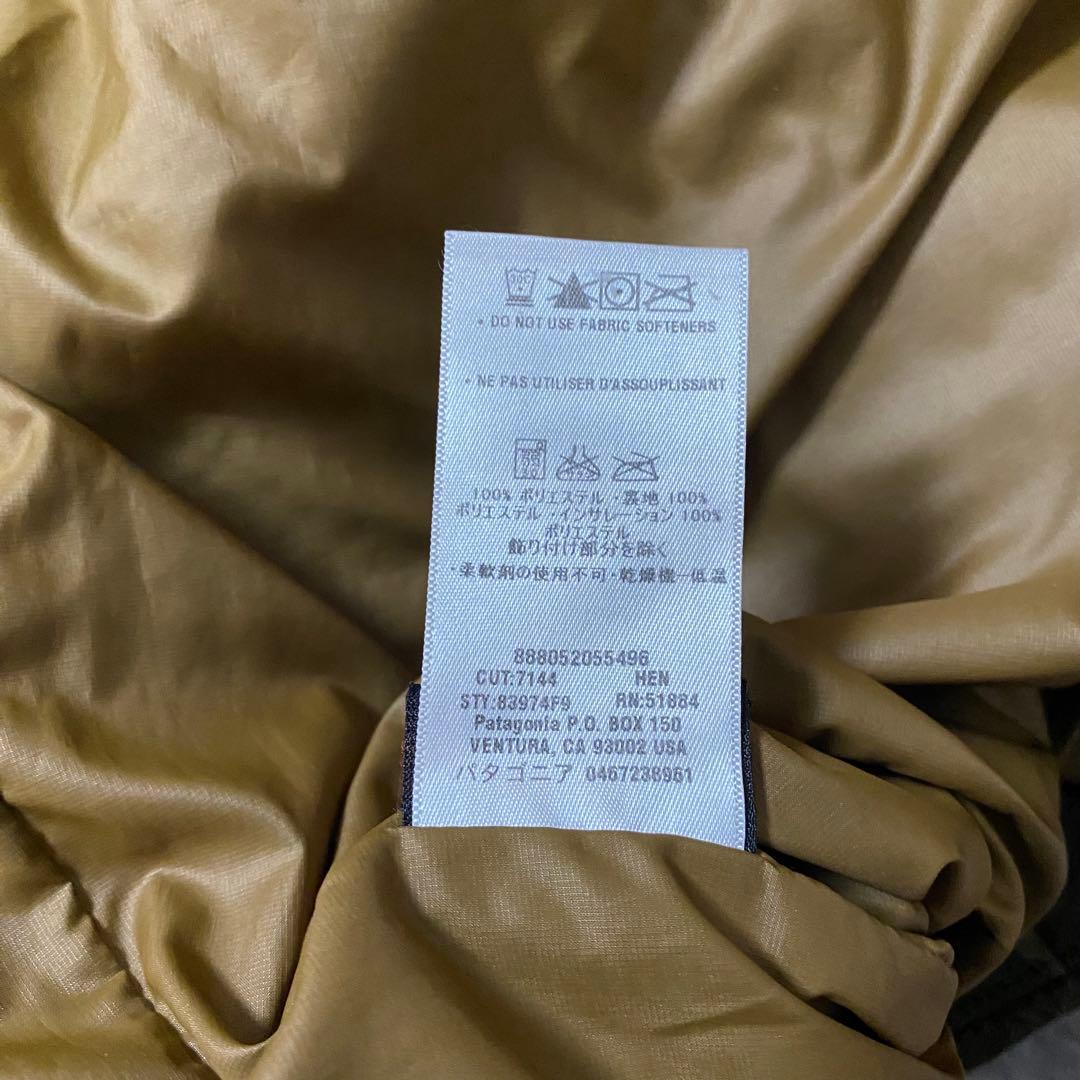 • DO NOT USE FABRIC SOFTENERS
• NE PAS UTILISER D'ASSOUPLISSANT
100% ポリエステル・裏地 100%
ポリエステル・インサレーション 100%
ポリエステル
飾り付け部分を除く
・柔軟剤の使用不可・乾燥機－低温
888052055496
CUT:7144 HEN
STY:83974F9 RN:51884
Patagonia P.O. BOX 150
VENTURA, CA 93002 USA
パタゴニア 0467238961